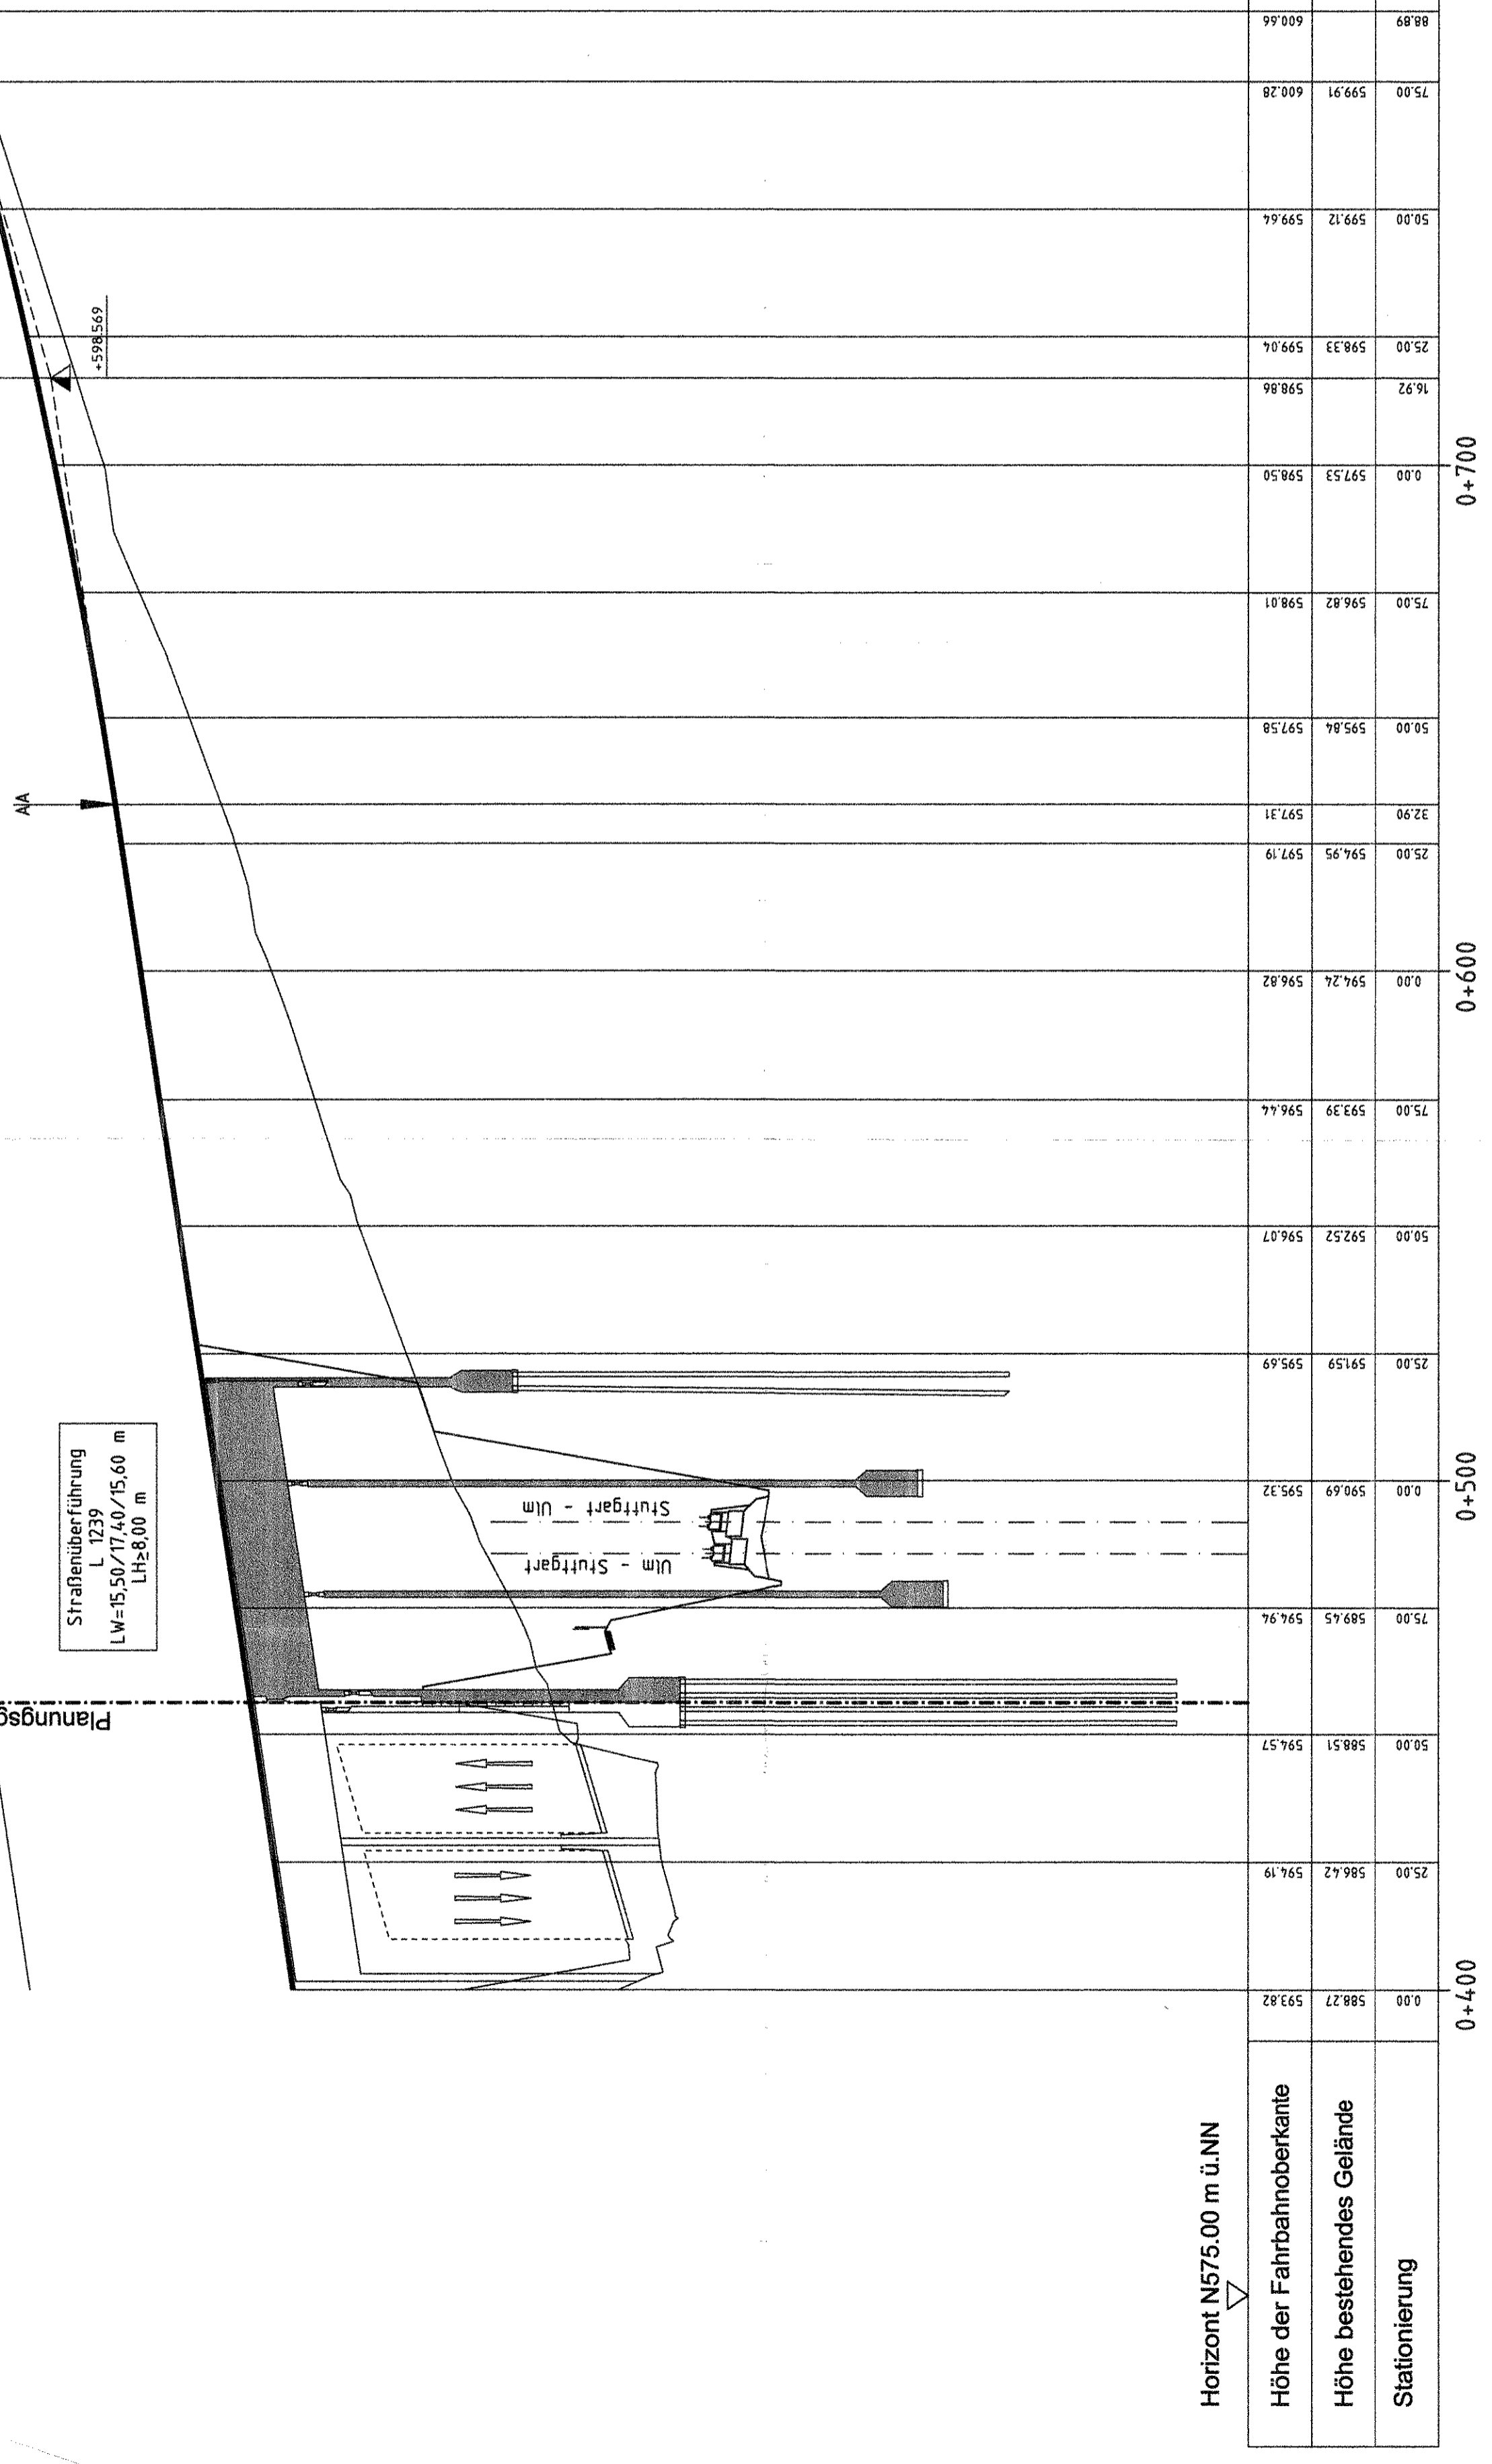 Straßenüberführung
L 1239
LW=15,50/17,40/15,60 m
LH≥8,00 m
+598.569
A/A
Ulm - Stuttgart
Stuttgart - Ulm
Horizont N575.00 m ü.NN
Höhe der Fahrbahnoberkante
593.82 594.19 594.57 594.94 595.32 595.69 596.07 596.44 596.82 597.19 597.31 597.58 598.01 598.50 598.86 599.04 599.64 600.28 600.66
Höhe bestehendes Gelände
588.27 586.42 588.51 589.45 590.69 591.59 592.52 593.39 594.24 594.95 595.84 596.82 597.53 598.33 599.12 599.91
Stationierung
0.00 25.00 50.00 75.00 0.00 25.00 50.00 75.00 0.00 25.00 32.90 50.00 75.00 0.00 16.92 25.00 50.00 75.00 88.89
0+400 0+500 0+600 0+700